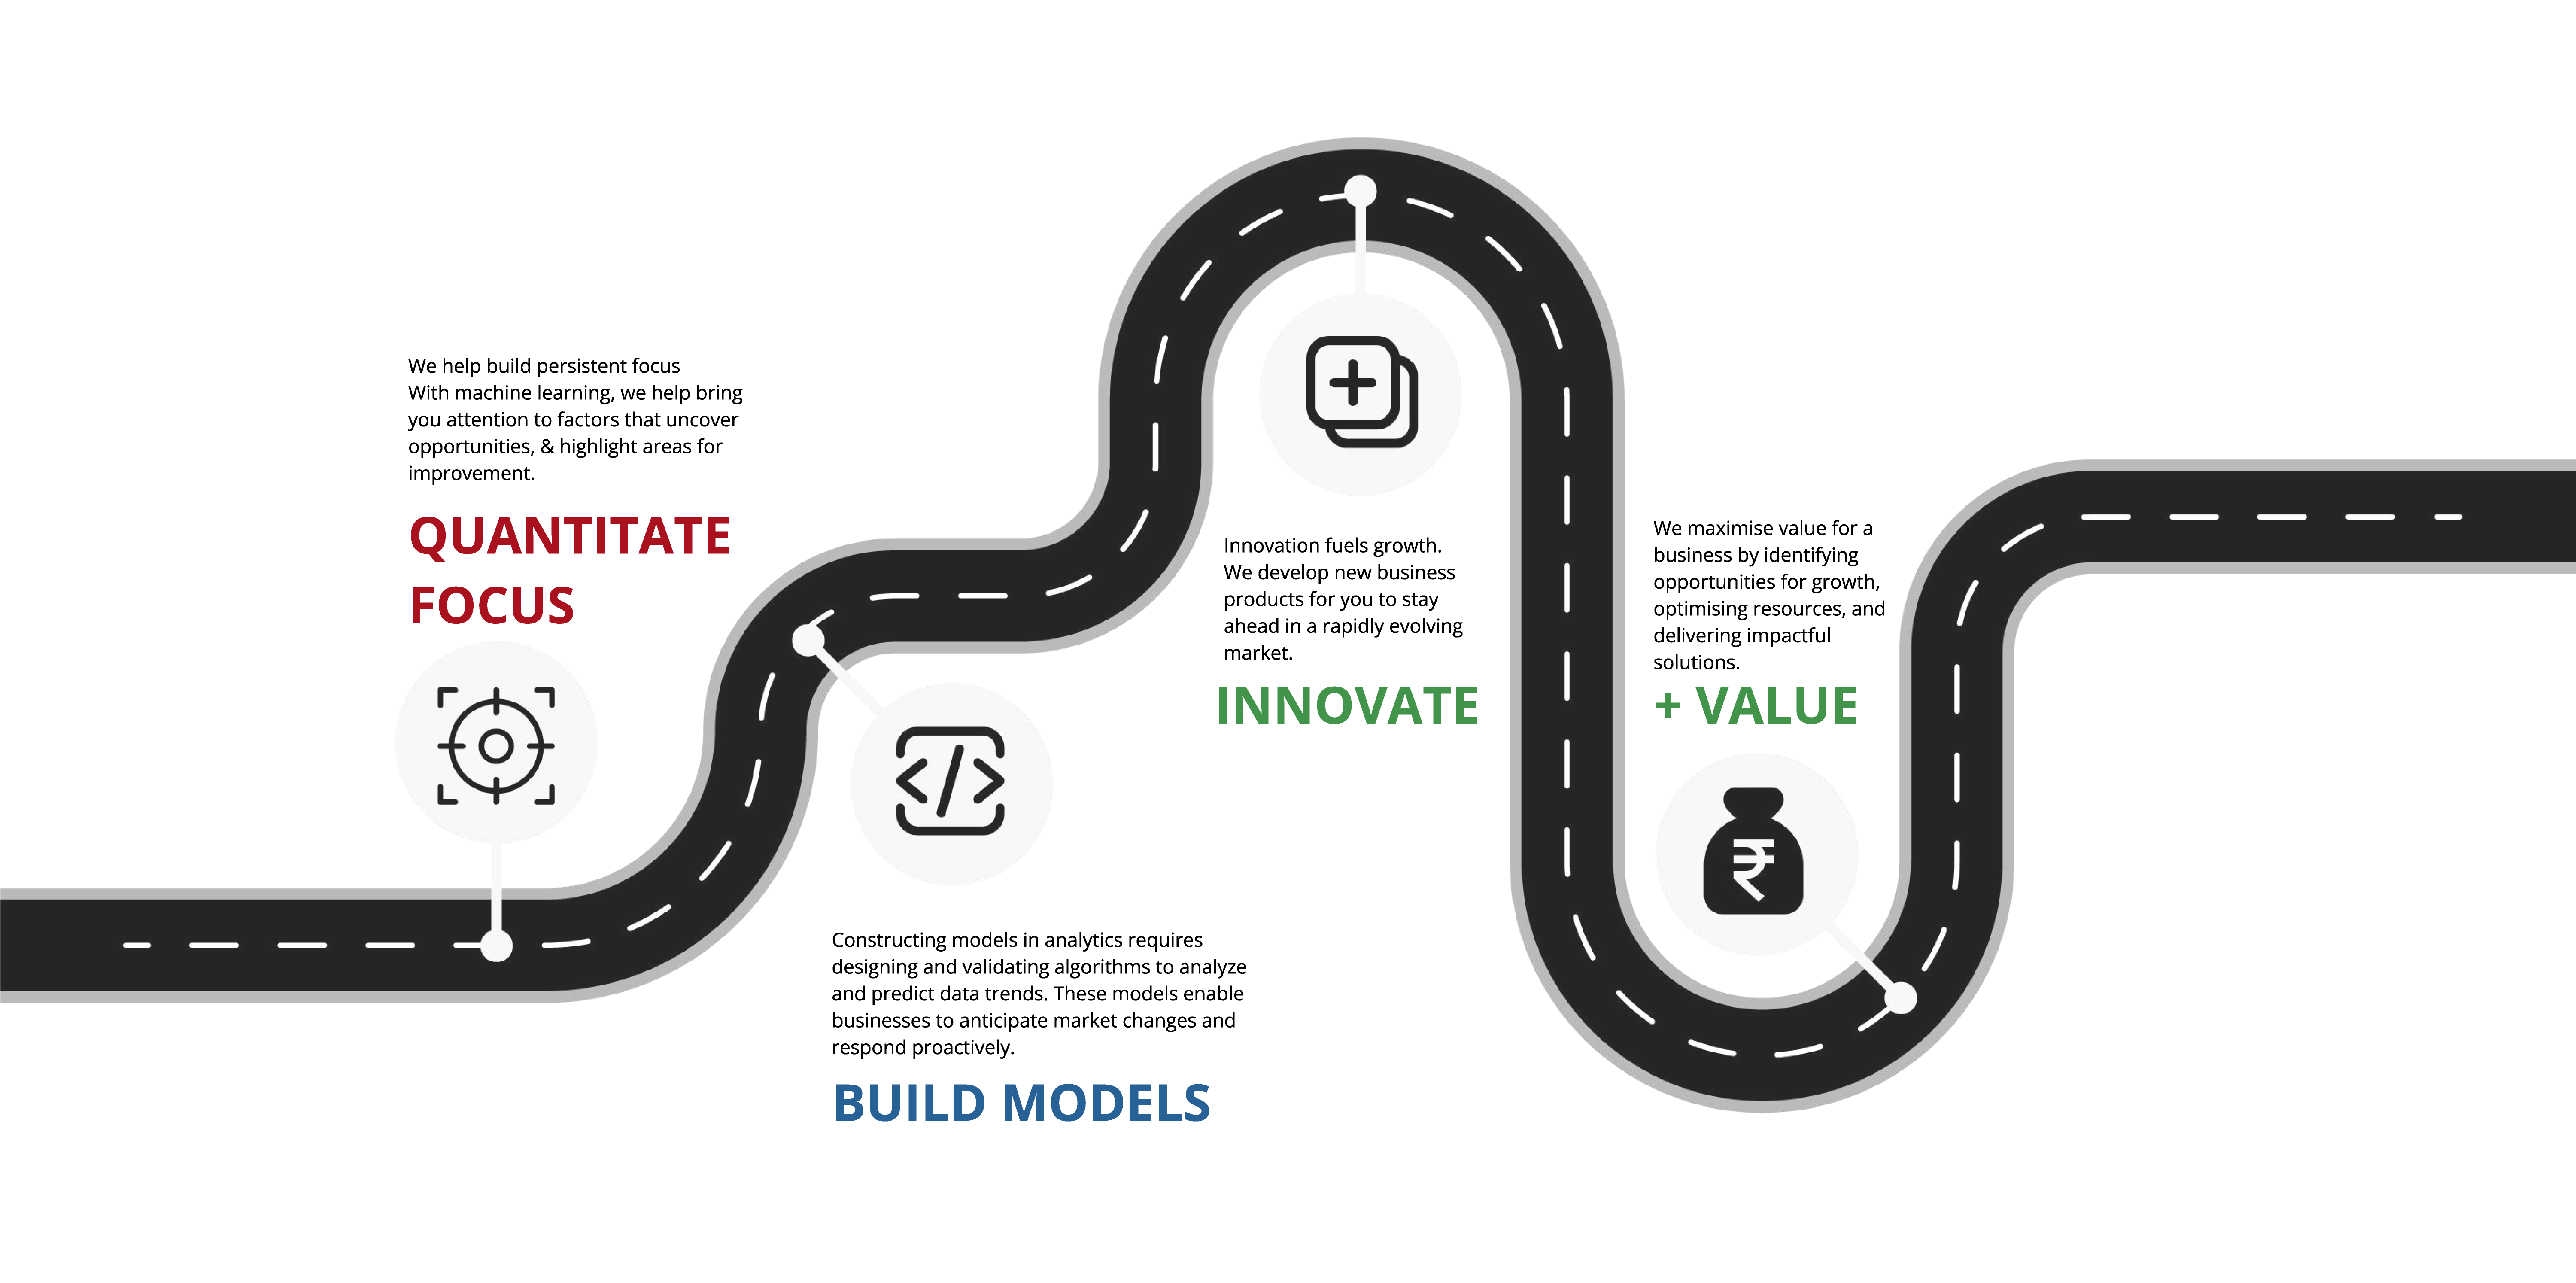 We help build persistent focus
With machine learning, we help bring
you attention to factors that uncover
opportunities, & highlight areas for
improvement.
QUANTITATE
FOCUS
Constructing models in analytics requires
designing and validating algorithms to analyze
and predict data trends. These models enable
businesses to anticipate market changes and
respond proactively.
BUILD MODELS
Innovation fuels growth.
We develop new business
products for you to stay
ahead in a rapidly evolving
market.
INNOVATE
We maximise value for a
business by identifying
opportunities for growth,
optimising resources, and
delivering impactful
solutions.
+ VALUE
₹